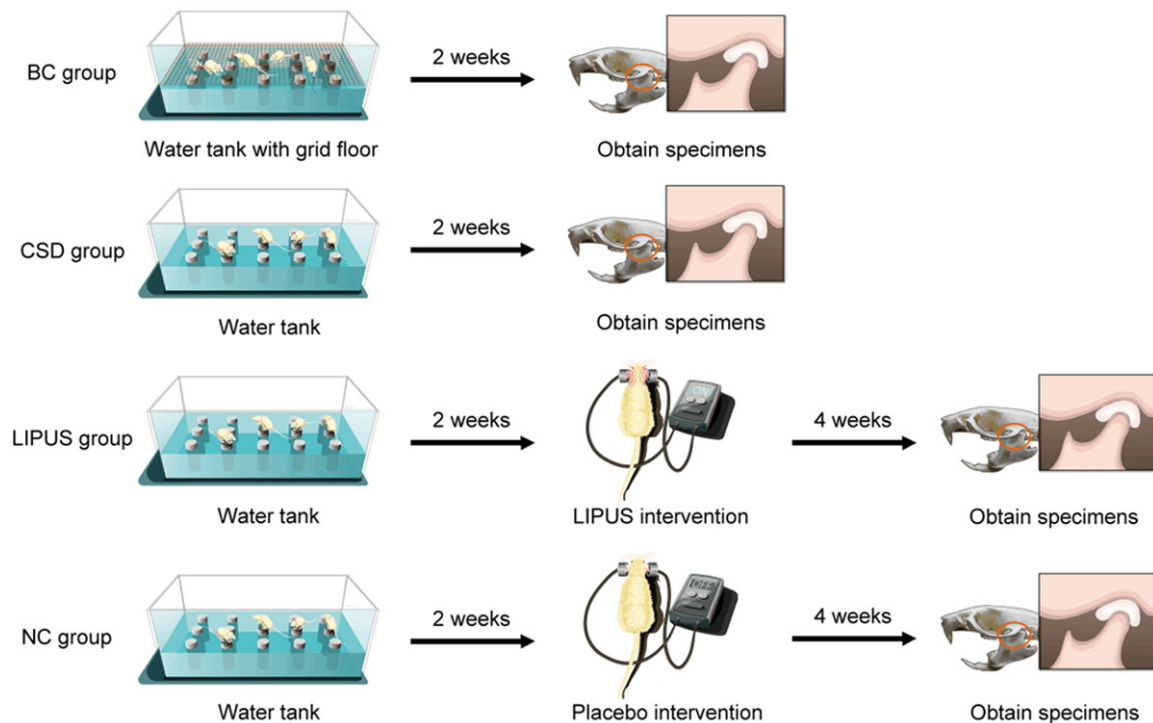 BC group
2 weeks
Water tank with grid floor
Obtain specimens
CSD group
2 weeks
Water tank
Obtain specimens
LIPUS group
2 weeks
ON
4 weeks
Water tank
LIPUS intervention
Obtain specimens
NC group
2 weeks
OFF
4 weeks
Water tank
Placebo intervention
Obtain specimens